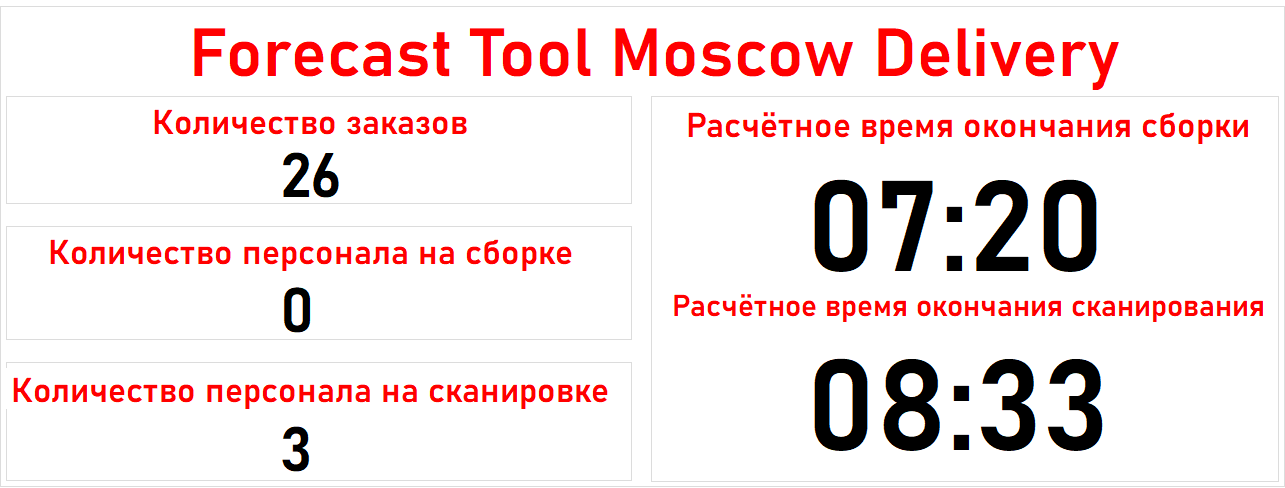 Forecast Tool Moscow Delivery
Количество заказов
26
Количество персонала на сборке
0
Количество персонала на сканировке
3
Расчётное время окончания сборки
07:20
Расчётное время окончания сканирования
08:33